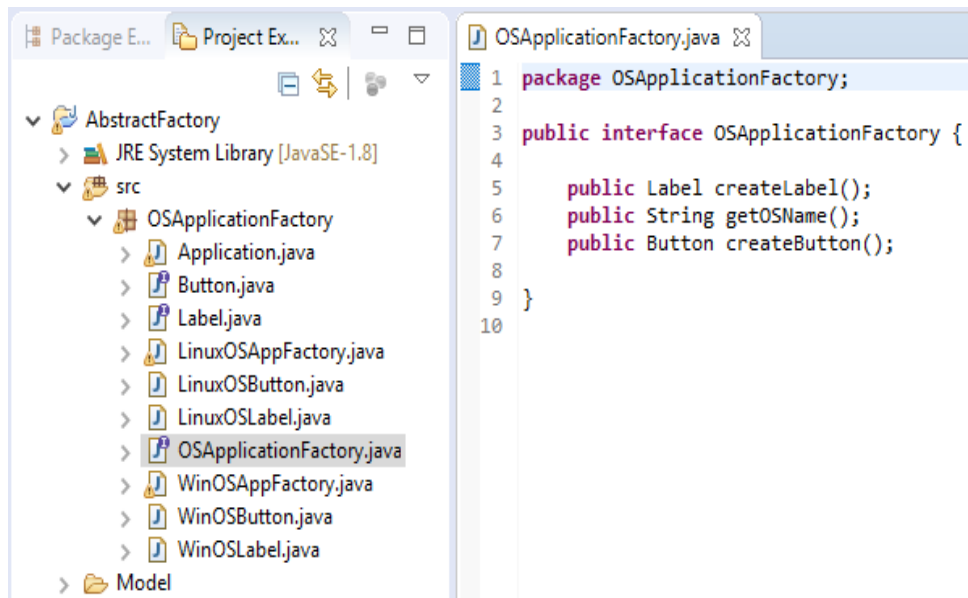 Package E...
Project Ex...
AbstractFactory
JRE System Library [JavaSE-1.8]
src
OSApplicationFactory
Application.java
Button.java
Label.java
LinuxOSAppFactory.java
LinuxOSButton.java
LinuxOSLabel.java
OSApplicationFactory.java
WinOSAppFactory.java
WinOSButton.java
WinOSLabel.java
Model
OSApplicationFactory.java
1 package OSApplicationFactory;
2
3 public interface OSApplicationFactory {
4
5     public Label createLabel();
6     public String getOSName();
7     public Button createButton();
8
9 }
10